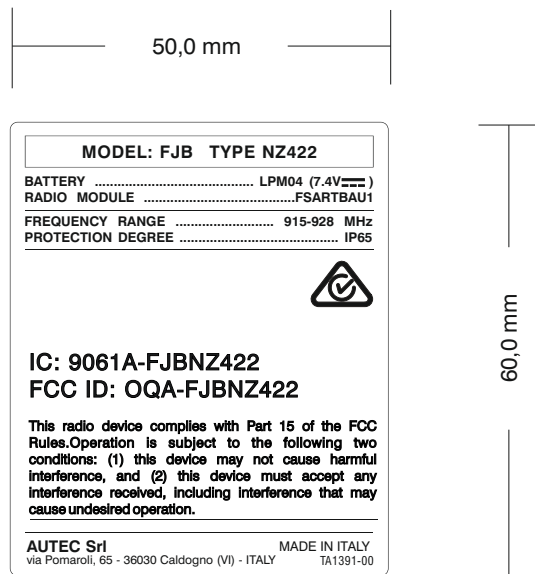 50,0 mm
MODEL: FJB TYPE NZ422
BATTERY .......................................... LPM04 (7.4V )
RADIO MODULE ........................................FSARTBAU1
FREQUENCY RANGE .......................... 915-928 MHz
PROTECTION DEGREE .......................................... IP65
60,0 mm
IC: 9061A-FJBNZ422
FCC ID: OQA-FJBNZ422
This radio device complies with Part 15 of the FCC
Rules.Operation is subject to the following two
conditions: (1) this device may not cause harmful
interference, and (2) this device must accept any
interference received, including interference that may
cause undesired operation.
AUTEC Srl MADE IN ITALY
via Pomaroli, 65 - 36030 Caldogno (VI) - ITALY TA1391-00